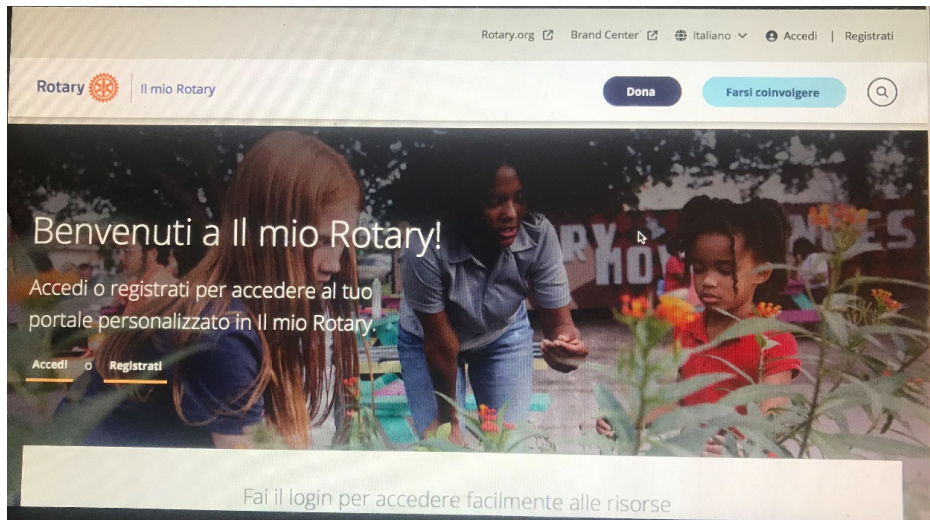 Rotary.org Brand Center Italiano Accedi | Registrati
Rotary Il mio Rotary
Dona Farsi coinvolgere
Benvenuti a Il mio Rotary!
Accedi o registrati per accedere al tuo
portale personalizzato in Il mio Rotary.
Accedi o Registrati
Fai il login per accedere facilmente alle risorse